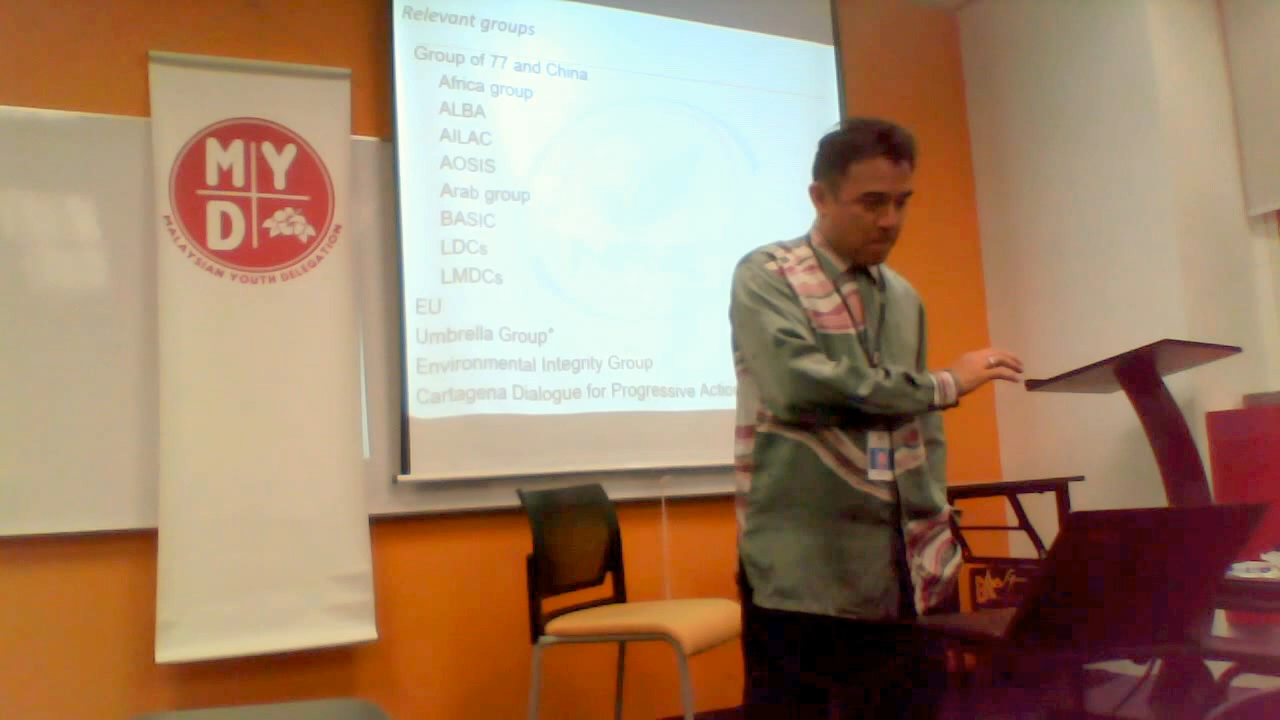 M Y
D
MALAYSIAN YOUTH DELEGATION
Relevant groups
Group of 77 and China
Africa group
ALBA
AILAC
AOSIS
Arab group
BASIC
LDCs
LMDCs
EU
Umbrella Group*
Environmental Integrity Group
Cartagena Dialogue for Progressive Action